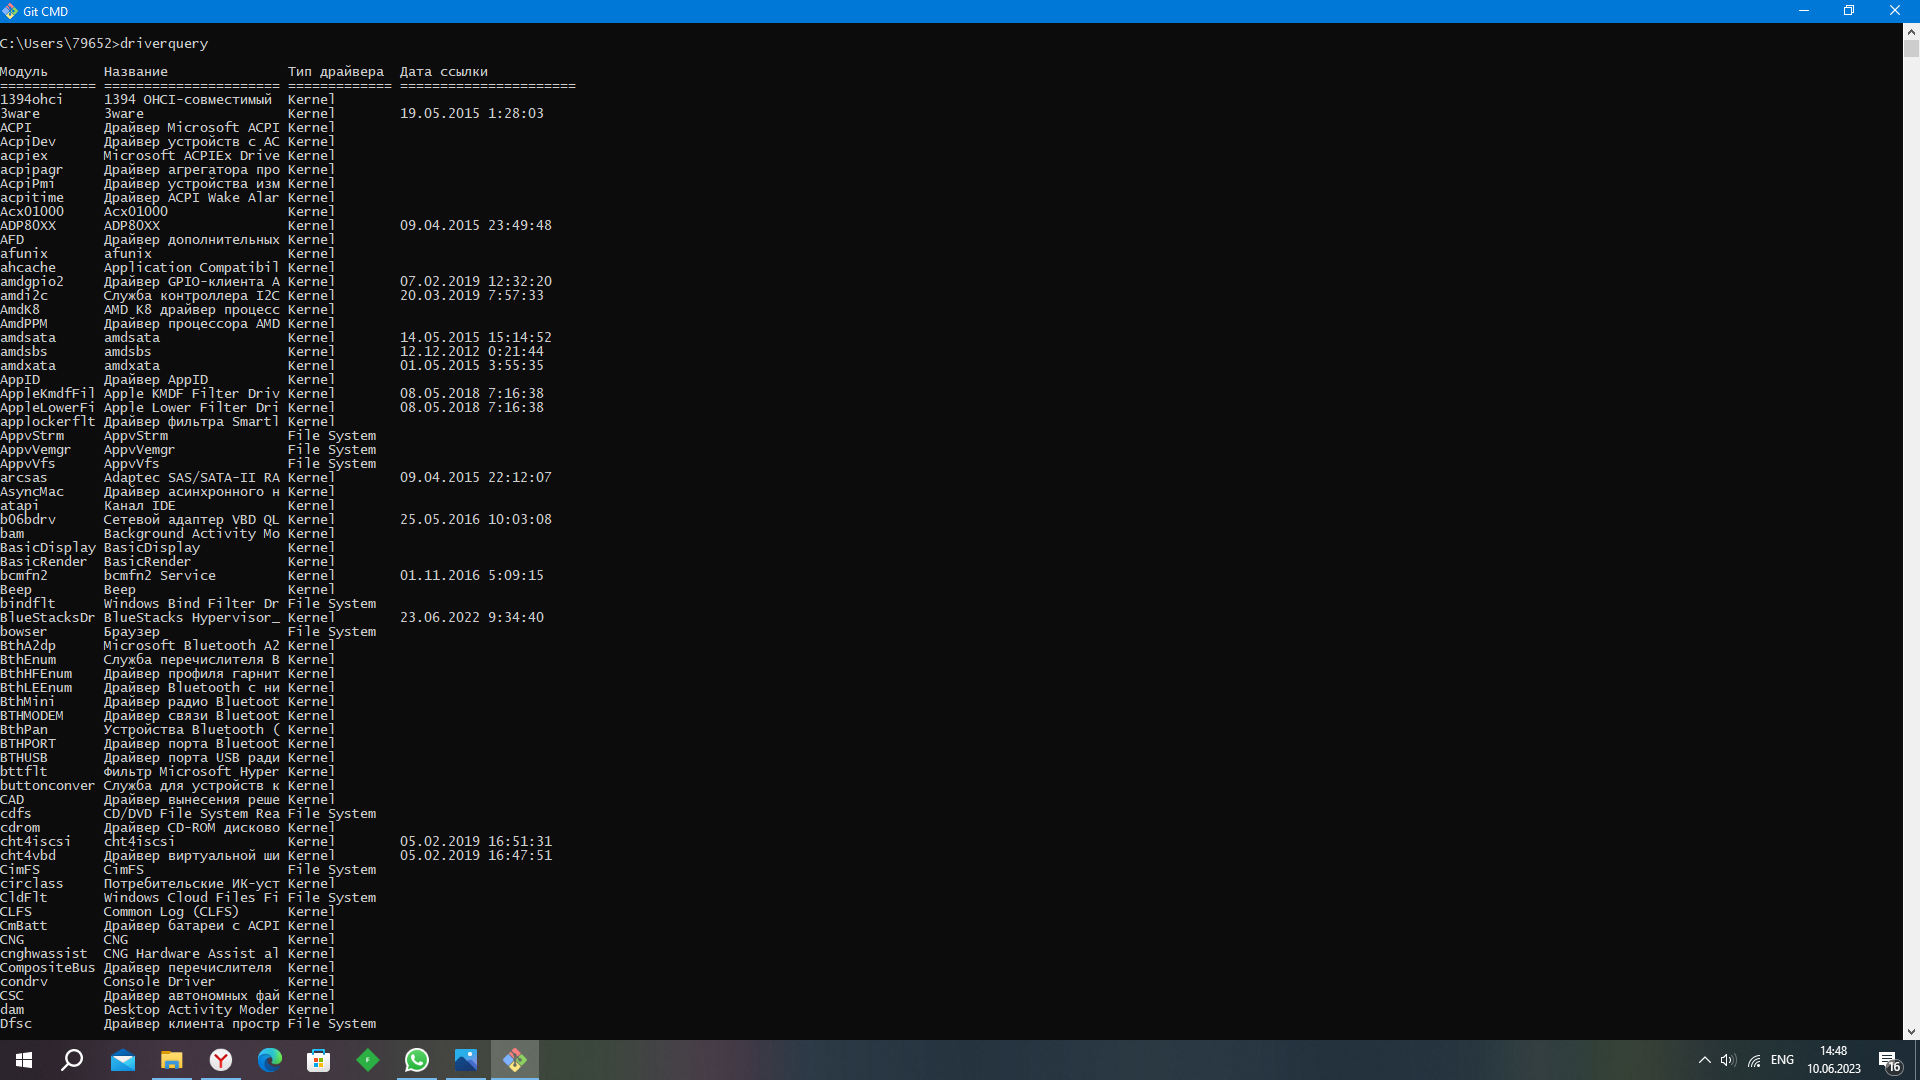 Git CMD
C:\Users\79652>driverquery
Модуль       Название               Тип драйвера  Дата ссылки
============ ====================== ============= ======================
1394ohci     1394 OHCI-совместимый  Kernel
3ware        3ware                  Kernel        19.05.2015 1:28:03
ACPI         Драйвер Microsoft ACPI Kernel
AcpiDev      Драйвер устройств с AC Kernel
acpiex       Microsoft ACPIEx Drive Kernel
acpipagr     Драйвер агрегатора про Kernel
AcpiPmi      Драйвер устройства изм Kernel
acpitime     Драйвер ACPI Wake Alar Kernel
Acx01000     Acx01000               Kernel
ADP80XX      ADP80XX                Kernel        09.04.2015 23:49:48
AFD          Драйвер дополнительных Kernel
afunix       afunix                 Kernel
ahcache      Application Compatibil Kernel
amdgpio2     Драйвер GPIO-клиента A Kernel        07.02.2019 12:32:20
amdi2c       Служба контроллера I2C Kernel        20.03.2019 7:57:33
AmdK8        AMD K8 драйвер процесс Kernel
AmdPPM       Драйвер процессора AMD Kernel
amdsata      amdsata                Kernel        14.05.2015 15:14:52
amdsbs       amdsbs                 Kernel        12.12.2012 0:21:44
amdxata      amdxata                Kernel        01.05.2015 3:55:35
AppID        Драйвер AppID          Kernel
AppleKmdfFil Apple KMDF Filter Driv Kernel        08.05.2018 7:16:38
AppleLowerFi Apple Lower Filter Dri Kernel        08.05.2018 7:16:38
applockerflt Драйвер фильтра Smartl Kernel
AppvStrm     AppvStrm               File System
AppvVemgr    AppvVemgr              File System
AppvVfs      AppvVfs                File System
arcsas       Adaptec SAS/SATA-II RA Kernel        09.04.2015 22:12:07
AsyncMac     Драйвер асинхронного н Kernel
atapi        Канал IDE              Kernel
b06bdrv      Сетевой адаптер VBD QL Kernel        25.05.2016 10:03:08
bam          Background Activity Mo Kernel
BasicDisplay BasicDisplay           Kernel
BasicRender  BasicRender            Kernel
bcmfn2       bcmfn2 Service         Kernel        01.11.2016 5:09:15
Beep         Beep                   Kernel
bindflt      Windows Bind Filter Dr File System
BlueStacksDr BlueStacks Hypervisor_ Kernel        23.06.2022 9:34:40
bowser       Браузер                File System
BthA2dp      Microsoft Bluetooth A2 Kernel
BthEnum      Служба перечислителя B Kernel
BthHFEnum    Драйвер профиля гарнит Kernel
BthLEEnum    Драйвер Bluetooth с ни Kernel
BthMini      Драйвер радио Bluetoot Kernel
BTHMODEM     Драйвер связи Bluetoot Kernel
BthPan       Устройства Bluetooth ( Kernel
BTHPORT      Драйвер порта Bluetoot Kernel
BTHUSB       Драйвер порта USB ради Kernel
bttflt       Фильтр Microsoft Hyper Kernel
buttonconver Служба для устройств к Kernel
CAD          Драйвер вынесения реше Kernel
cdfs         CD/DVD File System Rea File System
cdrom        Драйвер CD-ROM дисково Kernel
cht4iscsi    cht4iscsi              Kernel        05.02.2019 16:51:31
cht4vbd      Драйвер виртуальной ши Kernel        05.02.2019 16:47:51
CimFS        CimFS                  File System
circlass     Потребительские ИК-уст Kernel
CldFlt       Windows Cloud Files Fi File System
CLFS         Common Log (CLFS)      Kernel
CmBatt       Драйвер батареи с ACPI Kernel
CNG          CNG                    Kernel
cnghwassist  CNG Hardware Assist al Kernel
CompositeBus Драйвер перечислителя  Kernel
condrv       Console Driver         Kernel
CSC          Драйвер автономных фай Kernel
dam          Desktop Activity Moder Kernel
Dfsc         Драйвер клиента простр File System
ENG
14:48
10.06.2023
16